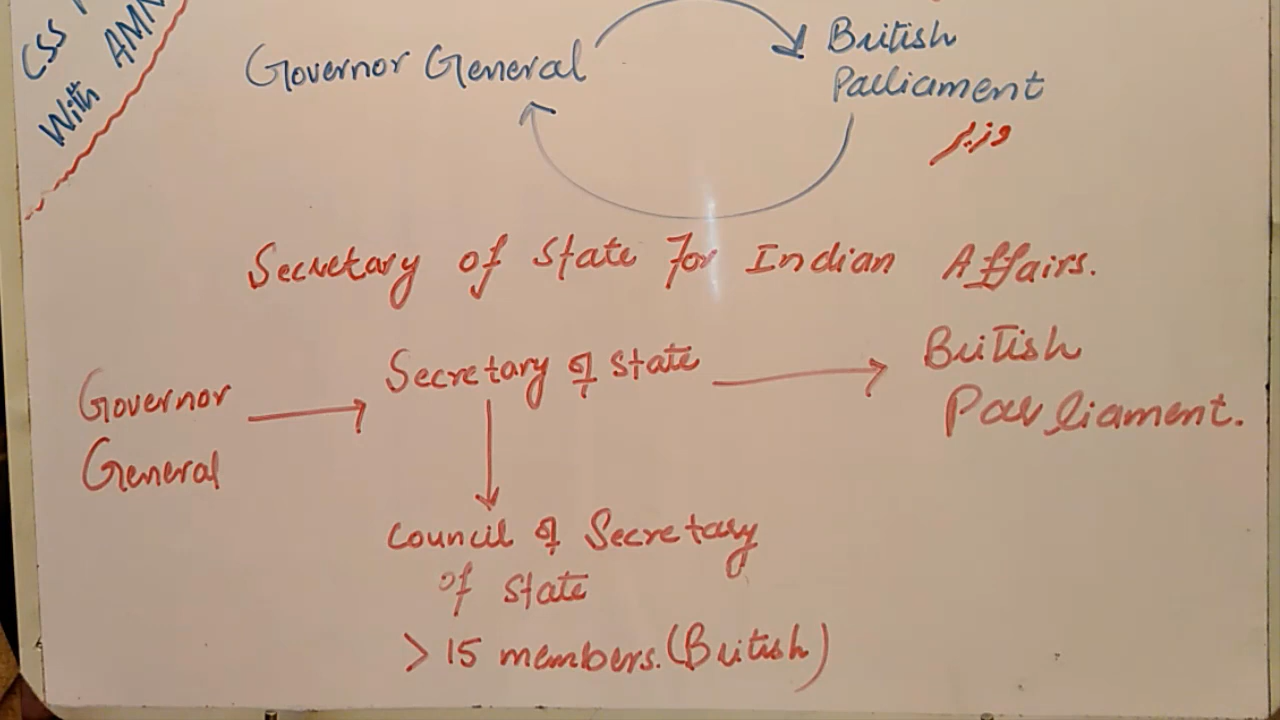 CSS
With AMN
Governor General
British
Parliament
وزیر
Secretary of State For Indian Affairs.
Governor
General
Secretary of State
British
Parliament.
Council of Secretary
of State
> 15 members. (British)